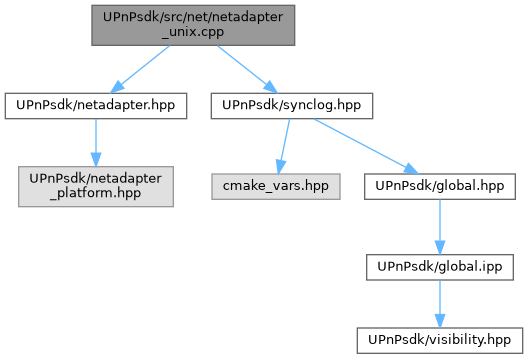 UPnPsdk/src/net/netadapter
_unix.cpp
UPnPsdk/netadapter.hpp
UPnPsdk/synclog.hpp
UPnPsdk/netadapter
_platform.hpp
cmake_vars.hpp
UPnPsdk/global.hpp
UPnPsdk/global.ipp
UPnPsdk/visibility.hpp